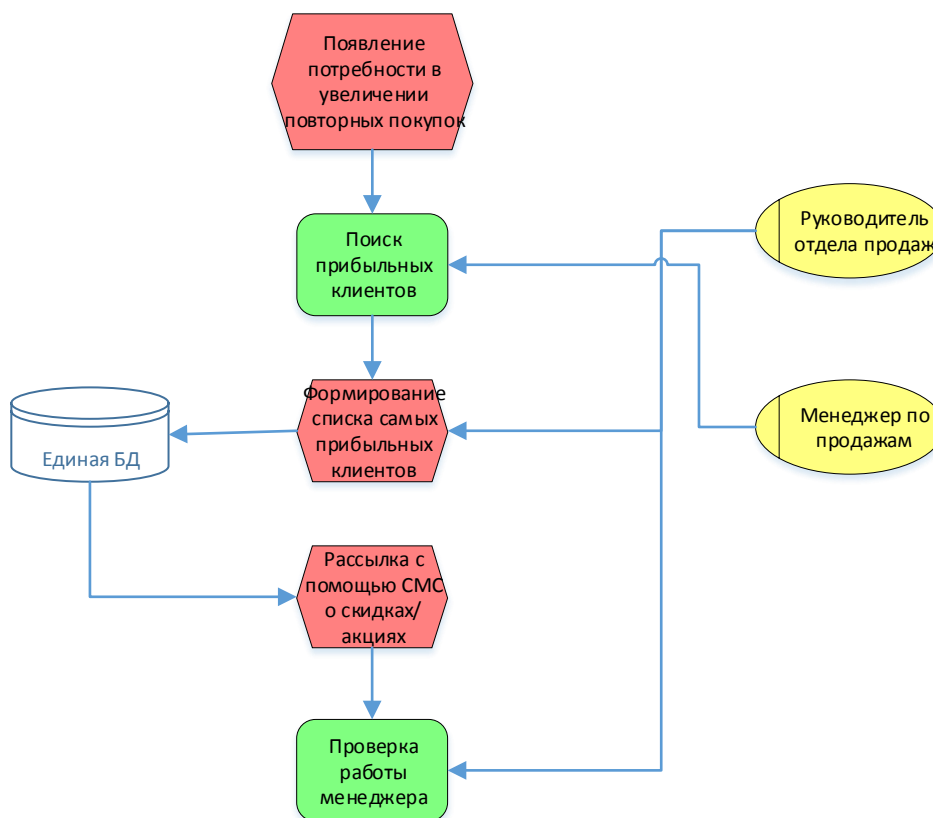 Появление
потребности в
увеличении
повторных покупок
Поиск
прибыльных
клиентов
Руководитель
отдела продаж
Формирование
списка самых
прибыльных
клиентов
Единая БД
Менеджер по
продажам
Рассылка с
помощью СМС
о скидках/
акциях
Проверка
работы
менеджера